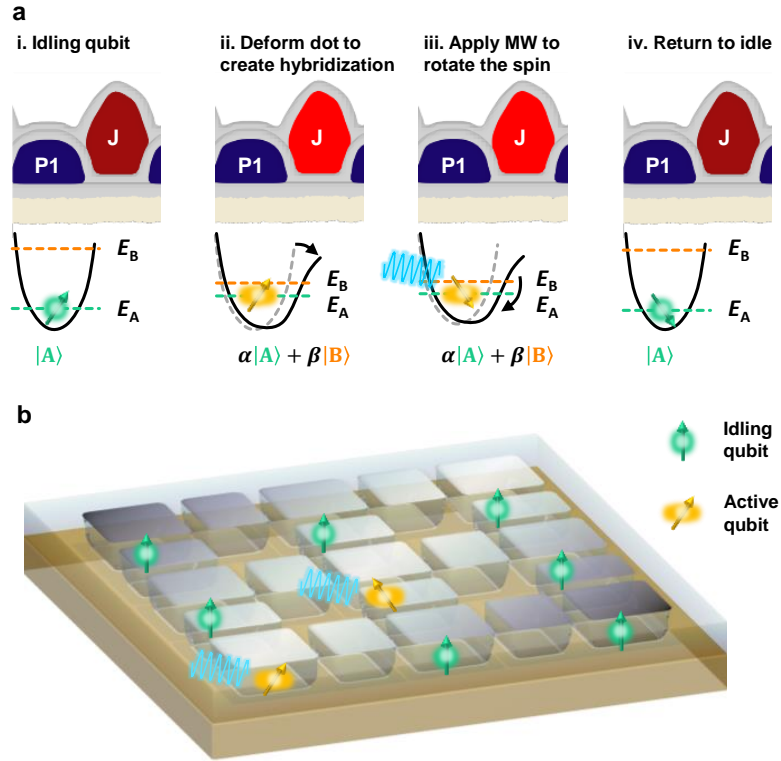 a
i. Idling qubit
ii. Deform dot to
create hybridization
iii. Apply MW to
rotate the spin
iv. Return to idle
P1
J
P1
J
P1
J
P1
J
E_B
E_A
E_B
E_A
E_B
E_A
E_B
E_A
|A⟩
α|A⟩ + β|B⟩
α|A⟩ + β|B⟩
|A⟩
b
Idling
qubit
Active
qubit